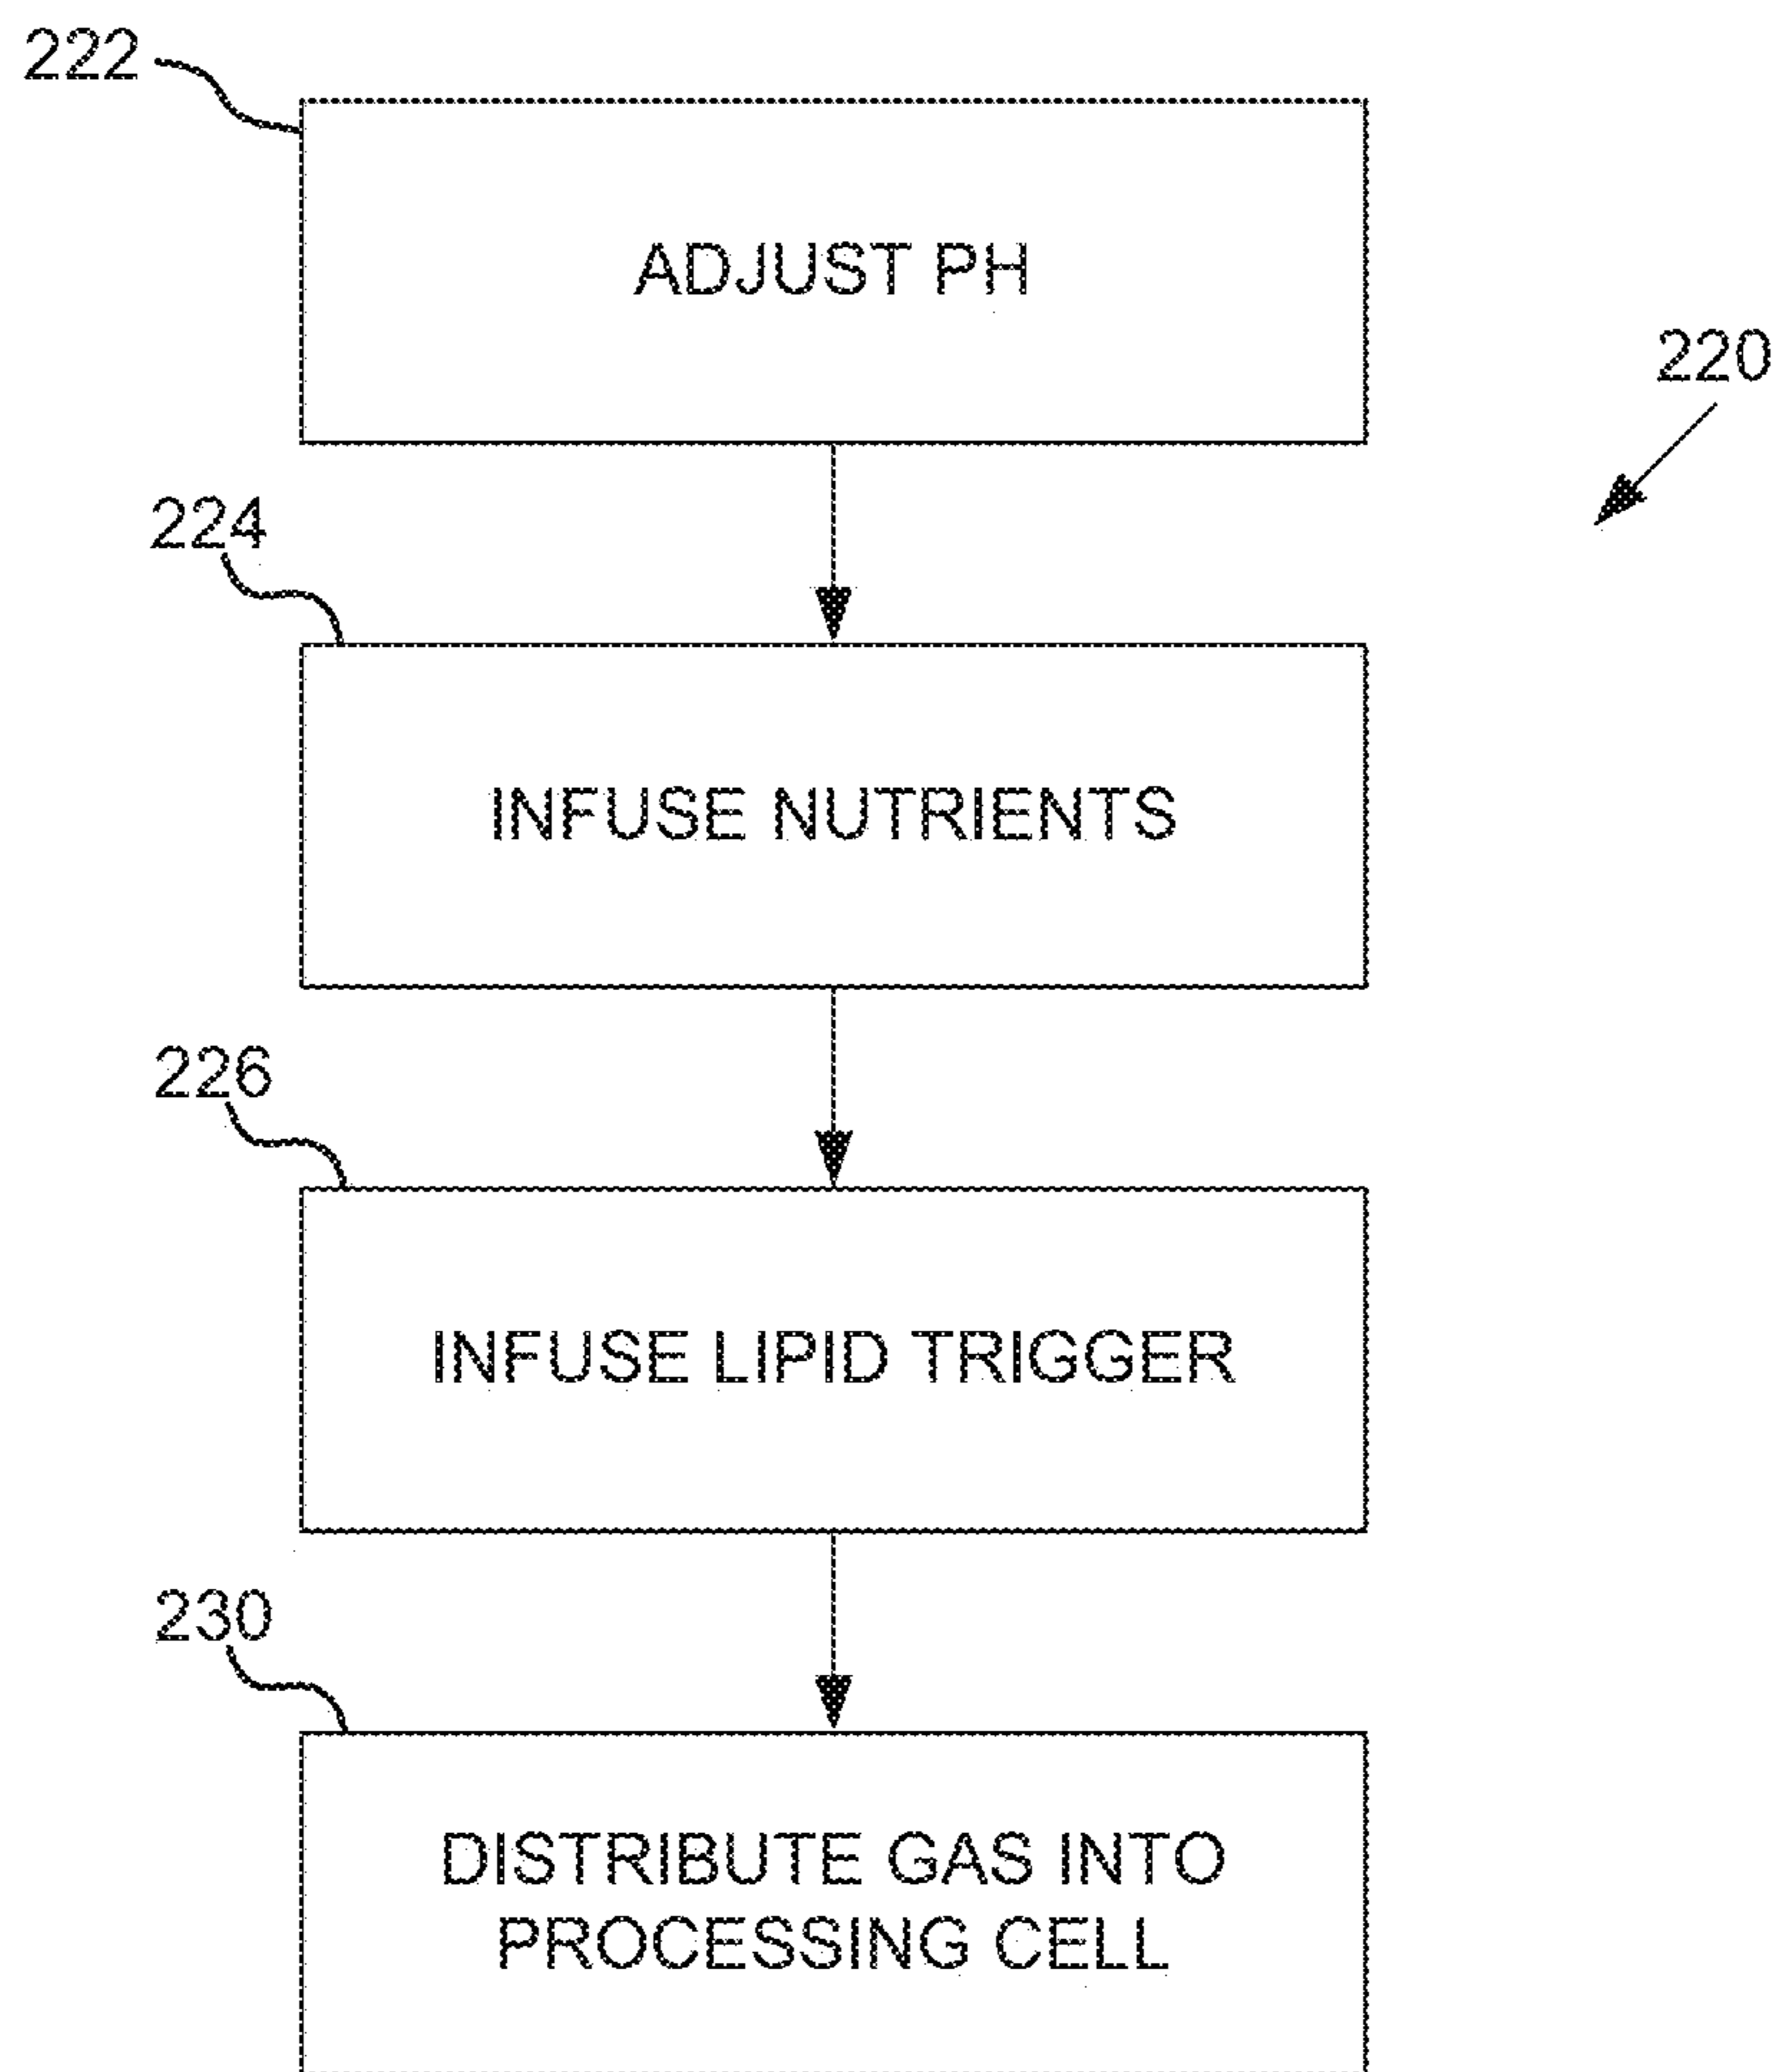 222
ADJUST PH
220
224
INFUSE NUTRIENTS
226
INFUSE LIPID TRIGGER
230
DISTRIBUTE GAS INTO
PROCESSING CELL